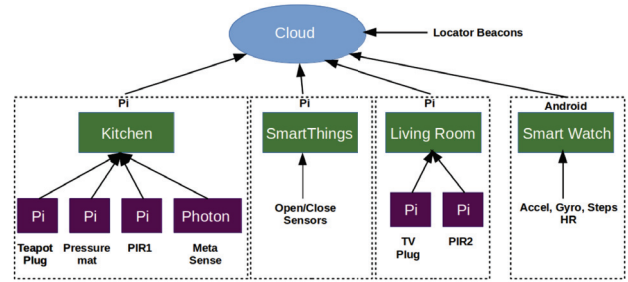 Cloud
Locator Beacons
Pi
Pi
Pi
Android
Kitchen
SmartThings
Living Room
Smart Watch
Pi
Pi
Pi
Photon
Teapot
Plug
Pressure
mat
PIR1
Meta
Sense
Open/Close
Sensors
Pi
Pi
TV
Plug
PIR2
Accel, Gyro, Steps
HR